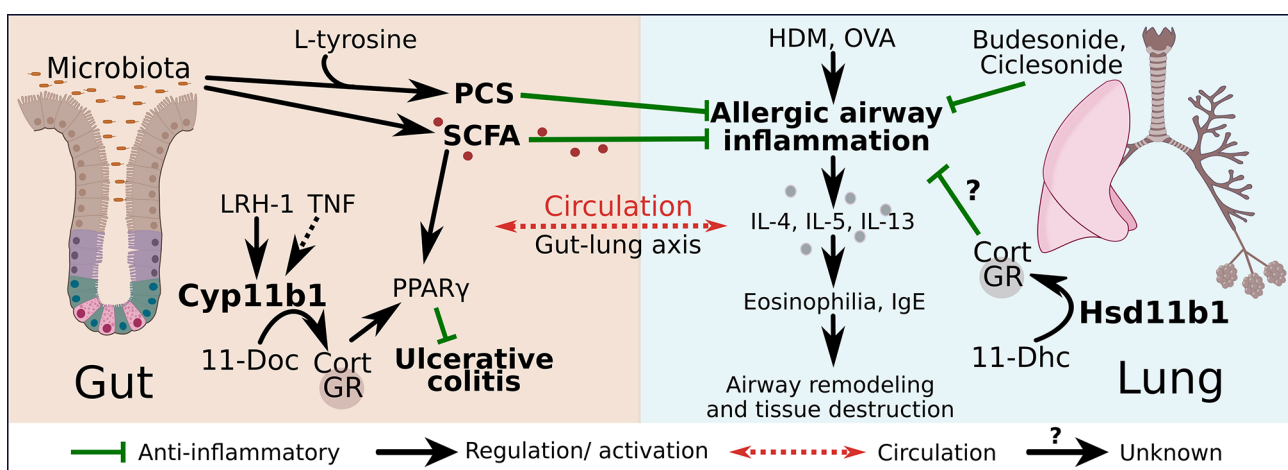 L-tyrosine
Microbiota
PCS
SCFA
LRH-1 TNF
Cyp11b1
11-Doc
Cort
GR
PPARγ
Ulcerative
colitis
Gut
Circulation
Gut-lung axis
HDM, OVA
Allergic airway
inflammation
IL-4, IL-5, IL-13
Eosinophilia, IgE
Airway remodeling
and tissue destruction
Budesonide,
Ciclesonide
?
Cort
GR
Hsd11b1
11-Dhc
Lung
Anti-inflammatory
Regulation/ activation
Circulation
?
Unknown